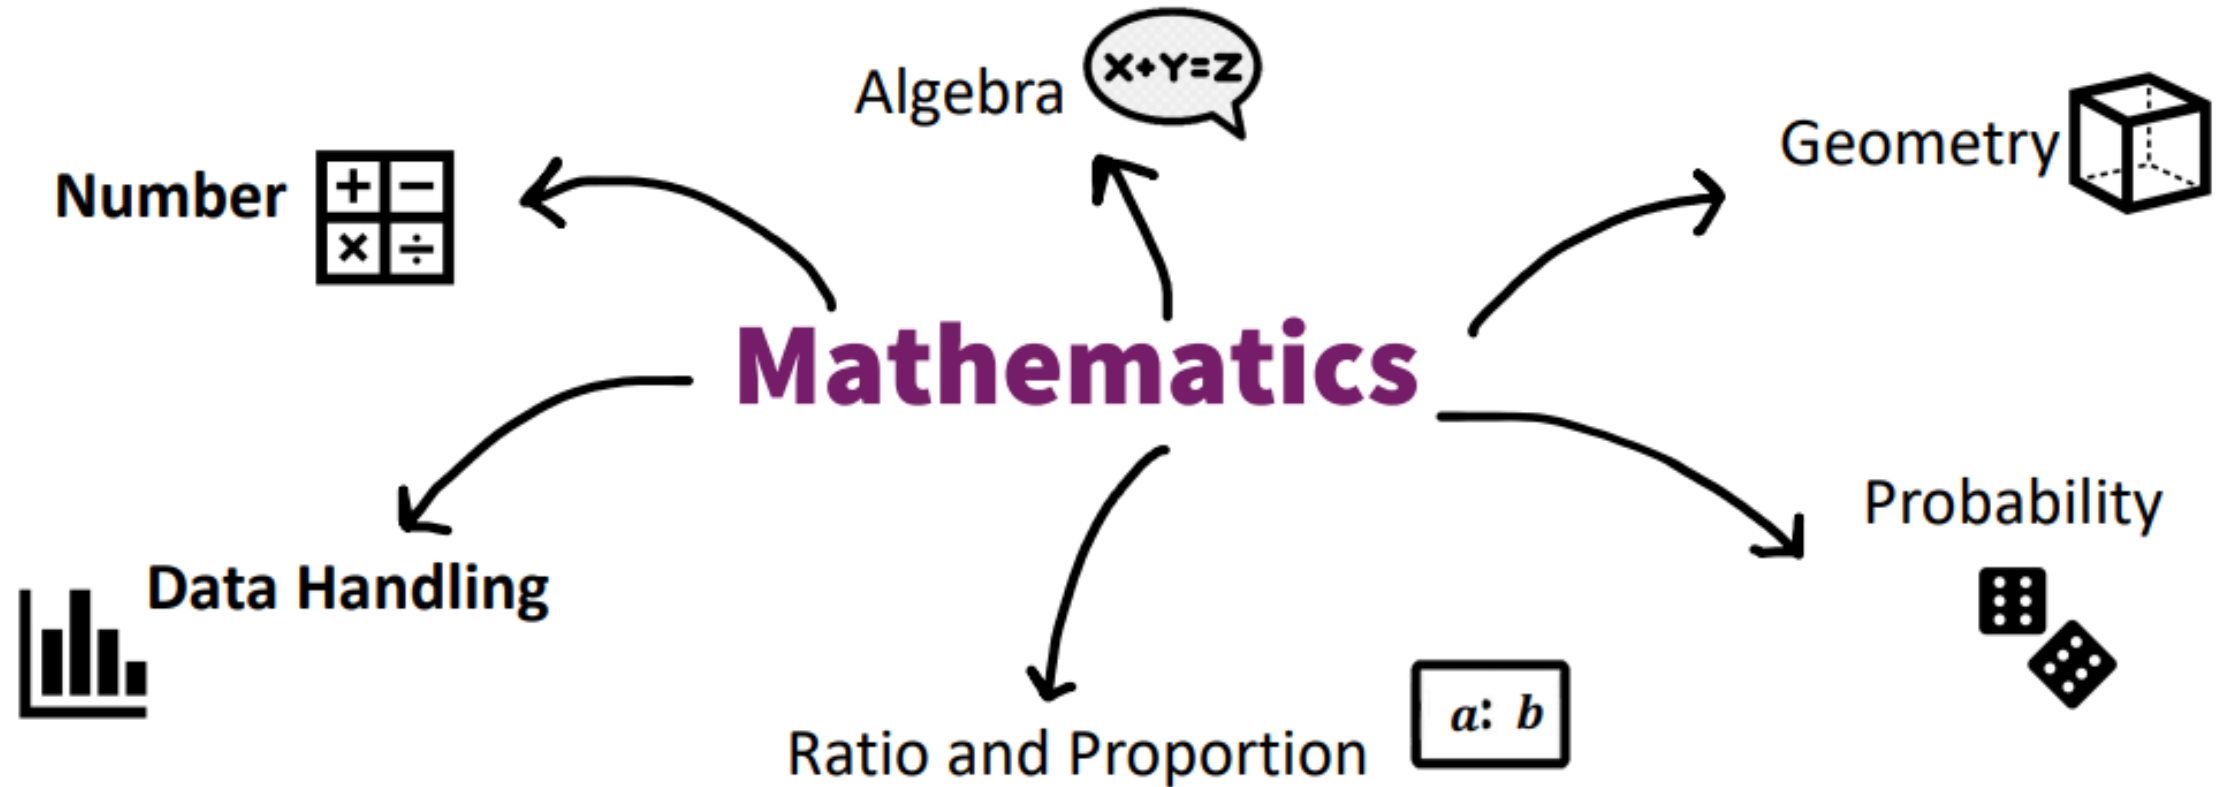 Algebra
X+Y=Z
Geometry
Number
+ −
× ÷
Mathematics
Probability
Data Handling
Ratio and Proportion
a: b